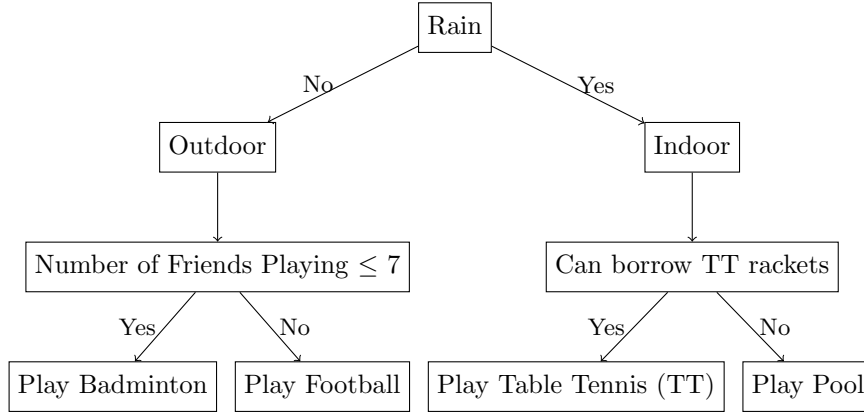 Rain
No
Yes
Outdoor
Indoor
Number of Friends Playing ≤ 7
Can borrow TT rackets
Yes
No
Yes
No
Play Badminton
Play Football
Play Table Tennis (TT)
Play Pool